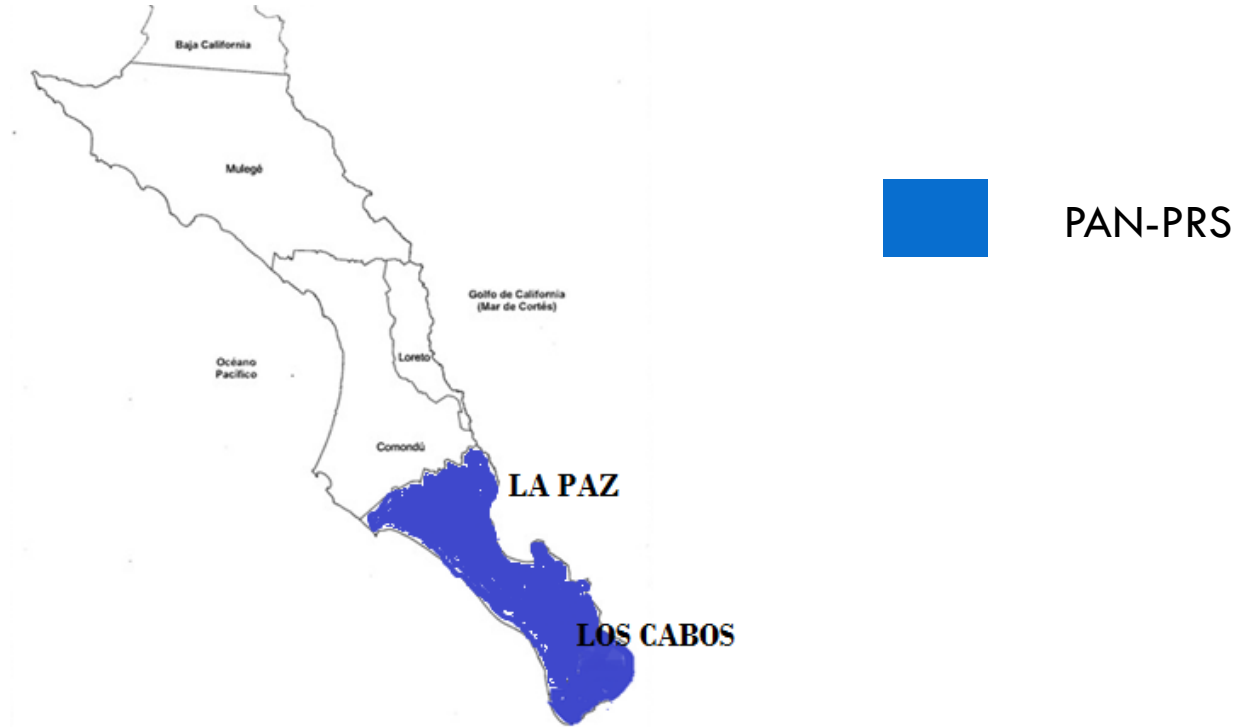 Baja California
Mulegé
PAN-PRS
Golfo de California
(Mar de Cortés)
Océano
Pacífico
Loreto
Comondú
LA PAZ
LOS CABOS